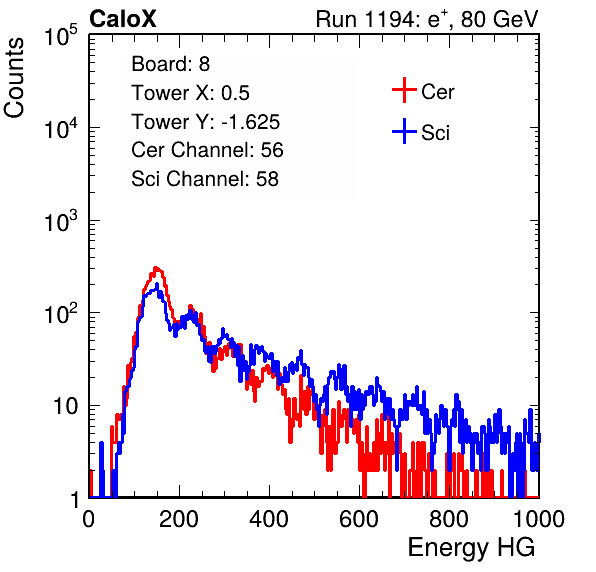 CaloX Run 1194: e⁺, 80 GeV
Counts
10⁵
10⁴
10³
10²
10
1
Board: 8
Tower X: 0.5
Tower Y: -1.625
Cer Channel: 56
Sci Channel: 58
Cer
Sci
0 200 400 600 800 1000
Energy HG